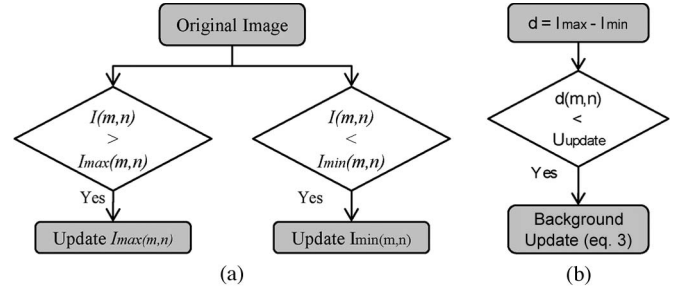 Original Image
I(m,n)
>
Imax(m,n)
Yes
Update Imax(m,n)
I(m,n)
<
Imin(m,n)
Yes
Update Imin(m,n)
(a)
d = Imax - Imin
d(m,n)
<
Uupdate
Yes
Background
Update (eq. 3)
(b)